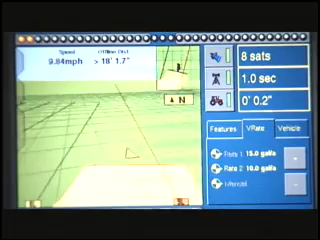 Speed Offline Dist
9.84mph > 18' 1.7"
8 sats
1.0 sec
0' 0.2"
N
Features VRate Vehicle
Rate 1 15.0 gal/a
Rate 2 10.0 gal/a